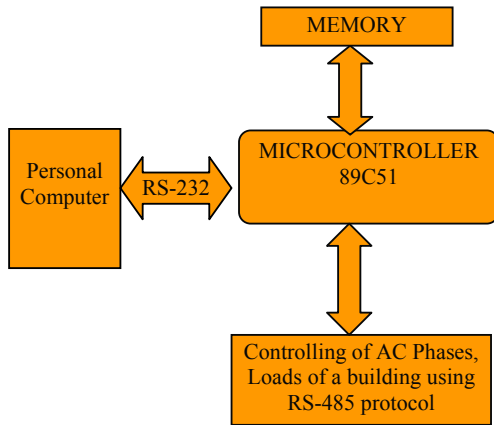 MEMORY
MICROCONTROLLER
89C51
Personal
Computer
RS-232
Controlling of AC Phases,
Loads of a building using
RS-485 protocol